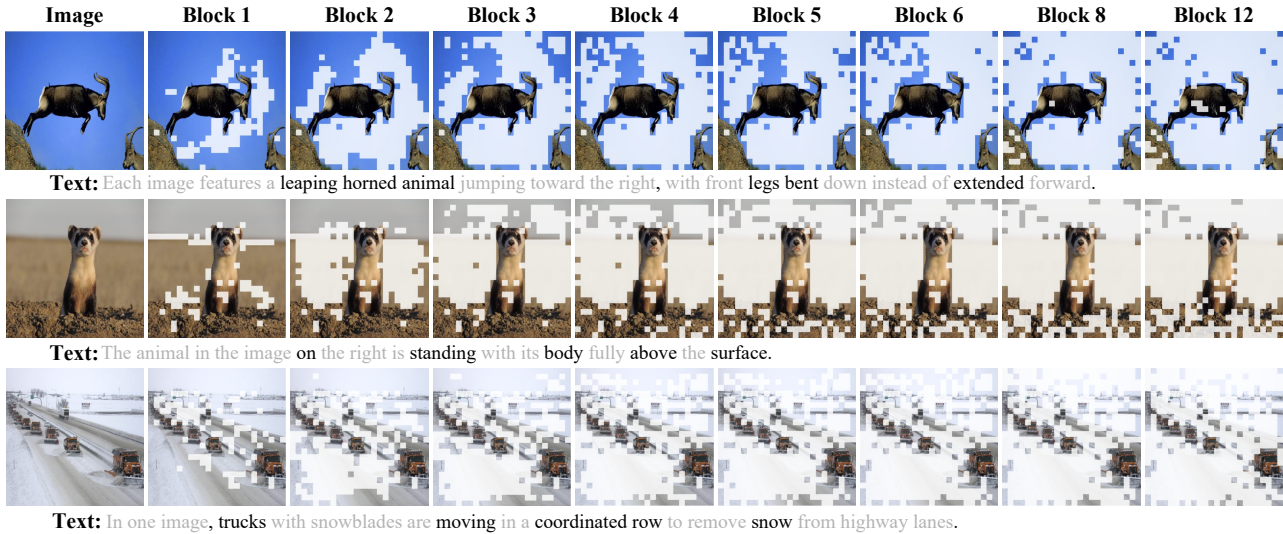 Image Block 1 Block 2 Block 3 Block 4 Block 5 Block 6 Block 8 Block 12
Text: Each image features a leaping horned animal jumping toward the right, with front legs bent down instead of extended forward.
Text: The animal in the image on the right is standing with its body fully above the surface.
Text: In one image, trucks with snowblades are moving in a coordinated row to remove snow from highway lanes.